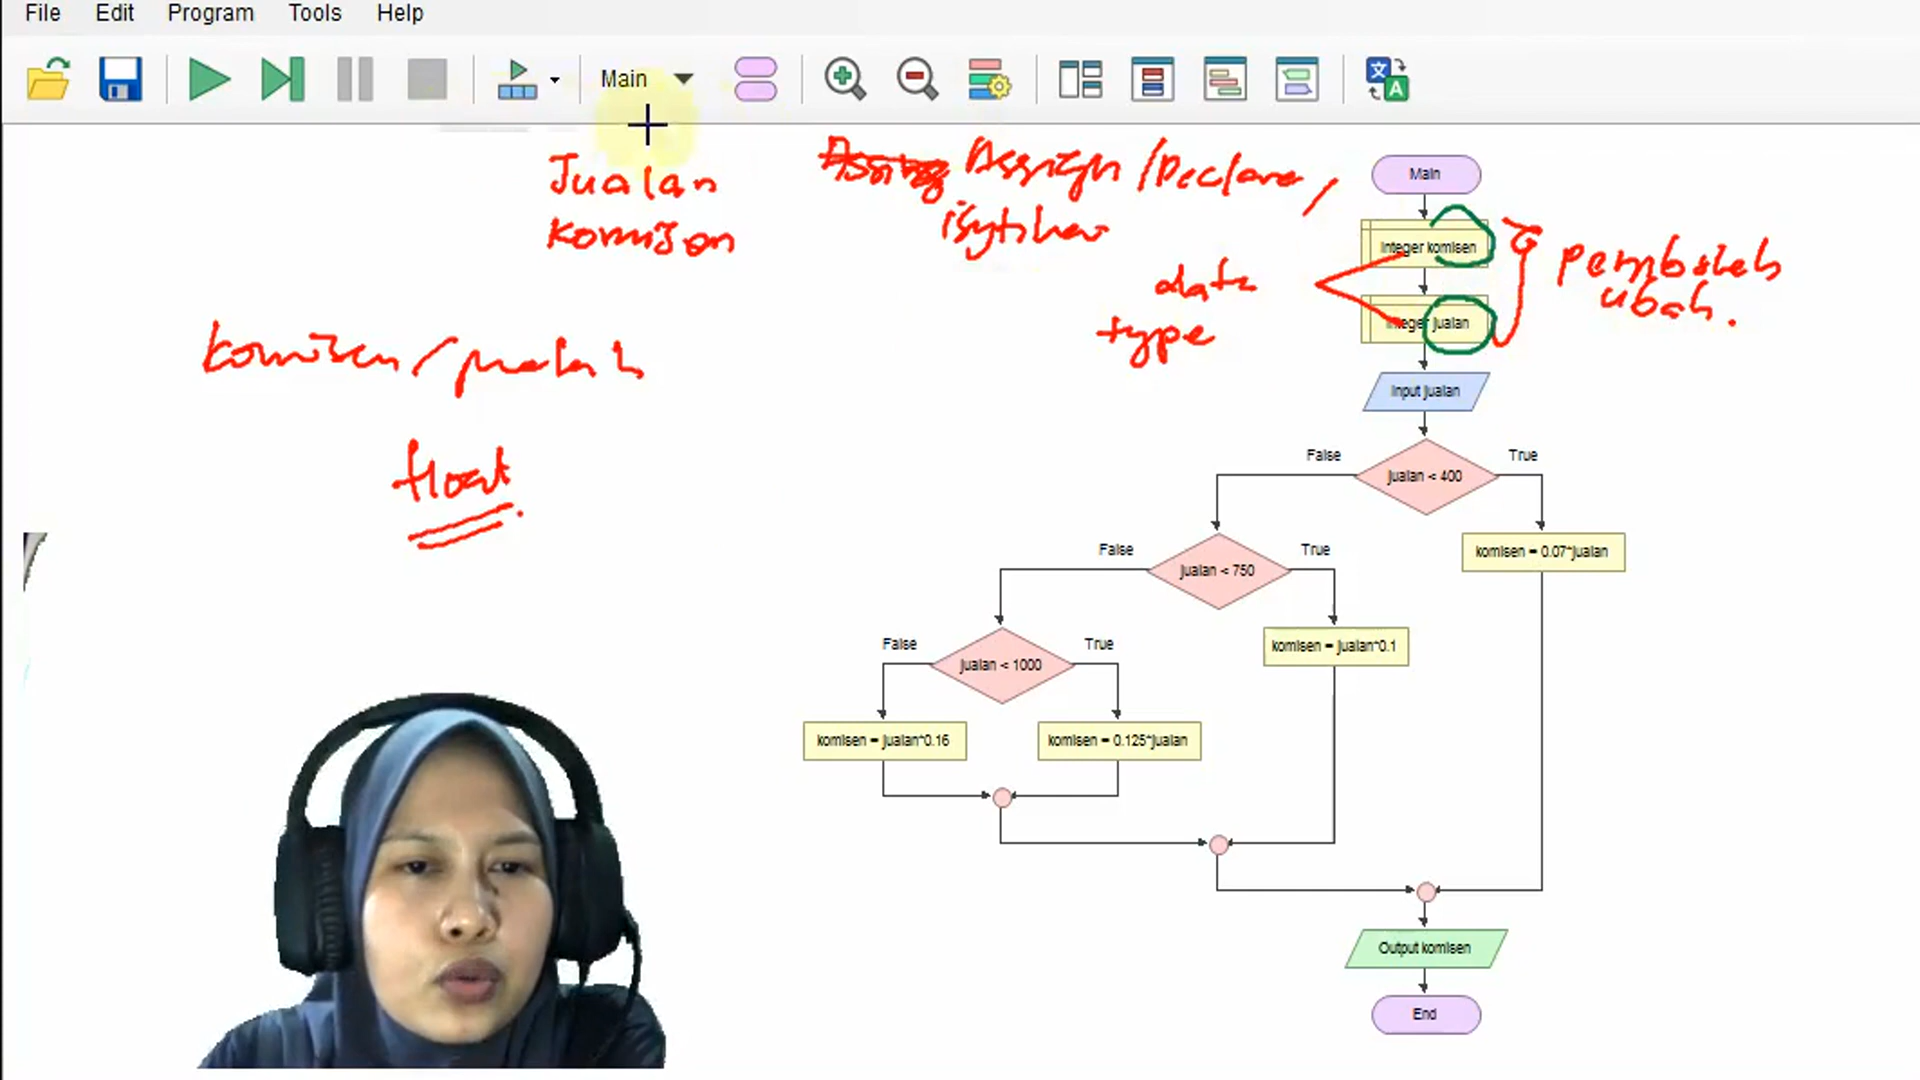 File Edit Program Tools Help
Main
Jualan
komisen
Assign / Declare /
isytihar
data
type
pemboleh
ubah.
komisen /
float
Main
Integer komisen
Integer jualan
Input jualan
False
True
jualan < 400
False
True
komisen = 0.07*jualan
jualan < 750
False
True
komisen = jualan*0.1
jualan < 1000
komisen = jualan*0.16
komisen = 0.125*jualan
Output komisen
End